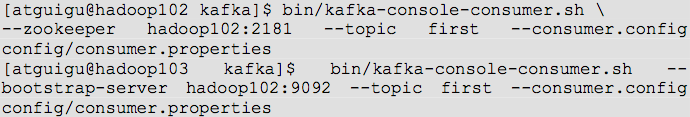 [atguigu@hadoop102 kafka]$ bin/kafka-console-consumer.sh \
--zookeeper hadoop102:2181 --topic first --consumer.config
config/consumer.properties
[atguigu@hadoop103 kafka]$ bin/kafka-console-consumer.sh --
bootstrap-server hadoop102:9092 --topic first --consumer.config
config/consumer.properties